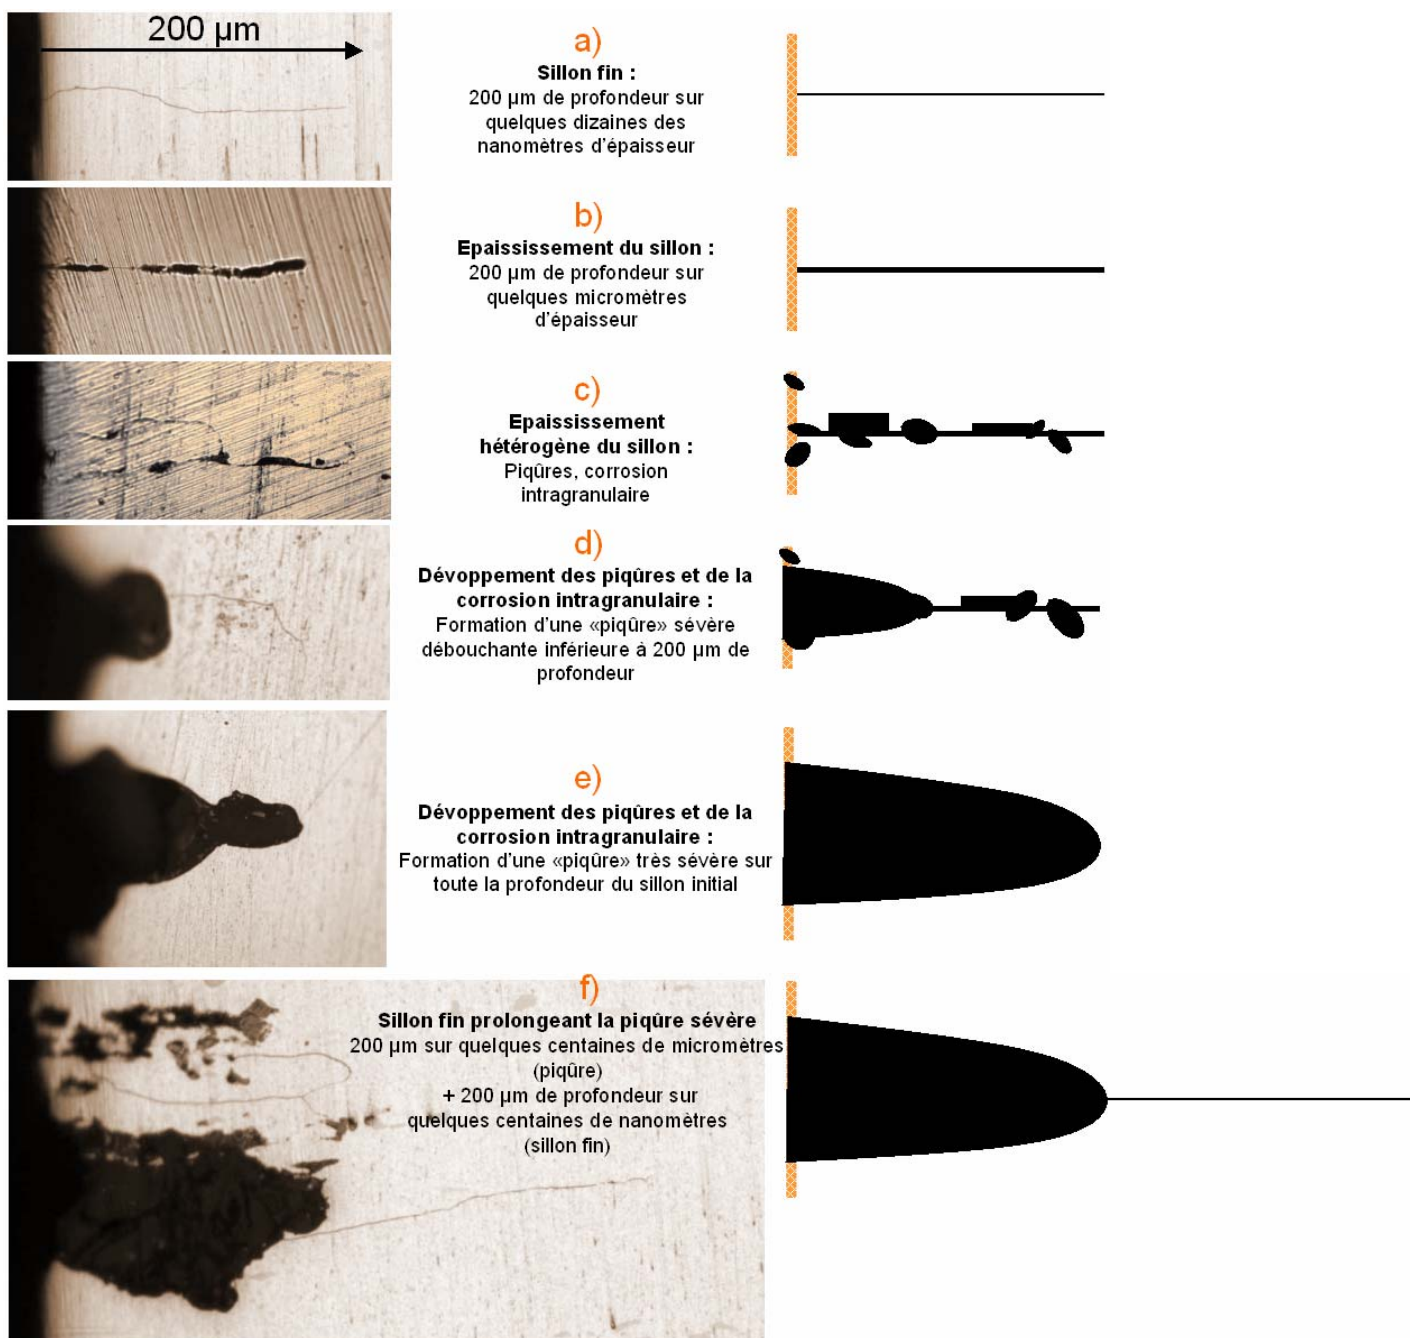 200 µm
a)
Sillon fin :
200 µm de profondeur sur
quelques dizaines des
nanomètres d'épaisseur
b)
Epaississement du sillon :
200 µm de profondeur sur
quelques micromètres
d'épaisseur
c)
Epaississement
hétérogène du sillon :
Piqûres, corrosion
intragranulaire
d)
Dévoppement des piqûres et de la
corrosion intragranulaire :
Formation d'une «piqûre» sévère
débouchante inférieure à 200 µm de
profondeur
e)
Dévoppement des piqûres et de la
corrosion intragranulaire :
Formation d'une «piqûre» très sévère sur
toute la profondeur du sillon initial
f)
Sillon fin prolongeant la piqûre sévère
200 µm sur quelques centaines de micromètres
(piqûre)
+ 200 µm de profondeur sur
quelques centaines de nanomètres
(sillon fin)